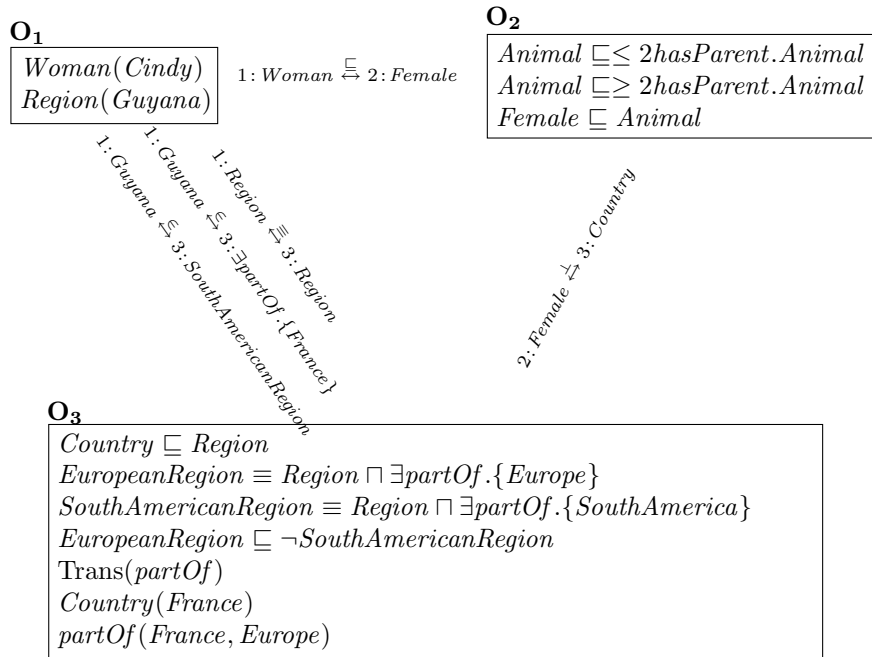 O₁
Woman(Cindy)
Region(Guyana)
1: Woman ⊑↔ 2: Female
O₂
Animal ⊑≤ 2hasParent.Animal
Animal ⊑≥ 2hasParent.Animal
Female ⊑ Animal
1: Guyana ∈↔ 3: SouthAmericanRegion
1: Guyana ∈↔ 3: ∃partOf.{France}
1: Region ≡↔ 3: Region
2: Female ⊥↔ 3: Country
O₃
Country ⊑ Region
EuropeanRegion ≡ Region ⊓ ∃partOf.{Europe}
SouthAmericanRegion ≡ Region ⊓ ∃partOf.{SouthAmerica}
EuropeanRegion ⊑ ¬SouthAmericanRegion
Trans(partOf)
Country(France)
partOf(France, Europe)